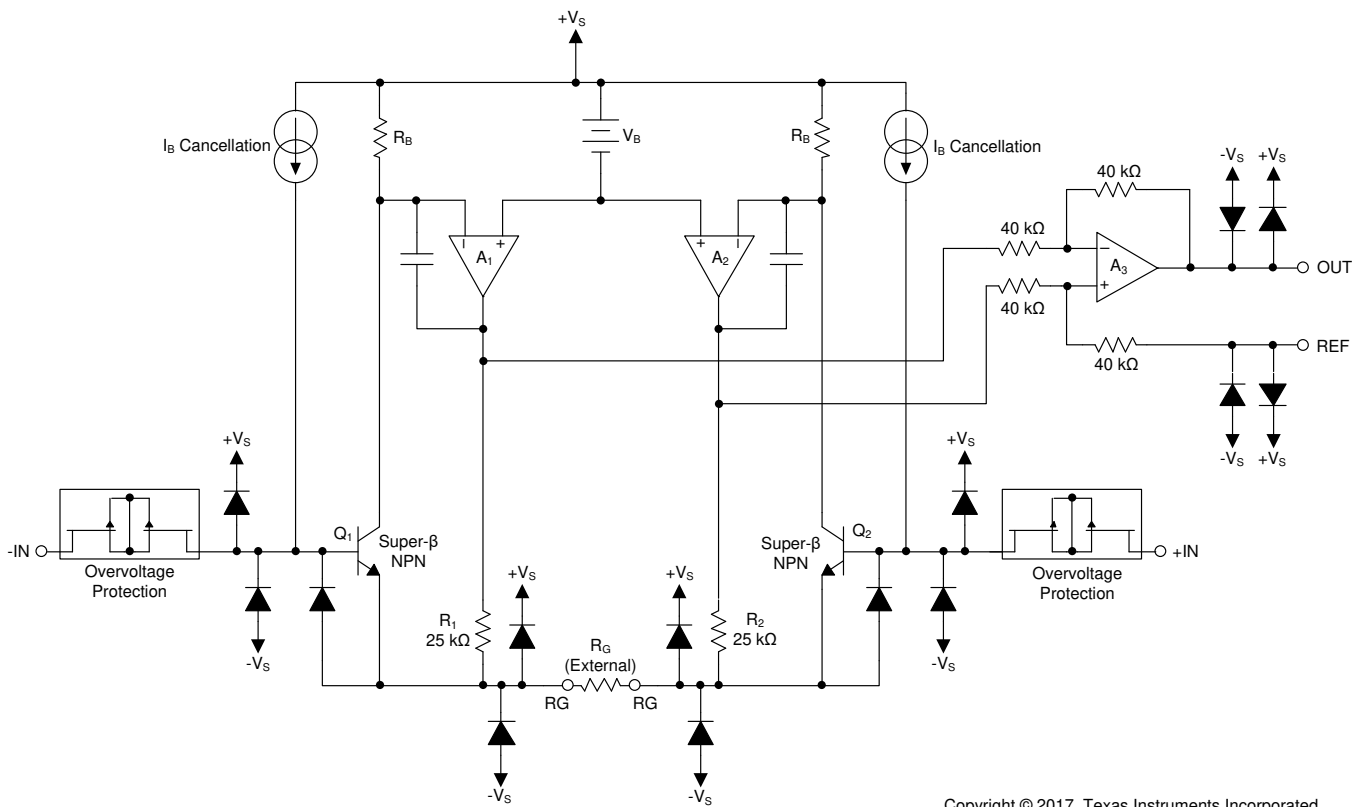 +VS
RB
VB
RB
IB Cancellation
IB Cancellation
-VS
+VS
40 kΩ
40 kΩ
A1
A2
A3
OUT
40 kΩ
40 kΩ
REF
-VS
+VS
+VS
+VS
-IN
Overvoltage
Protection
Q1
Super-β
NPN
Q2
Super-β
NPN
+IN
Overvoltage
Protection
+VS
+VS
R1
25 kΩ
R2
25 kΩ
RG
(External)
-VS
-VS
RG
RG
-VS
-VS
Copyright © 2017, Texas Instruments Incorporated